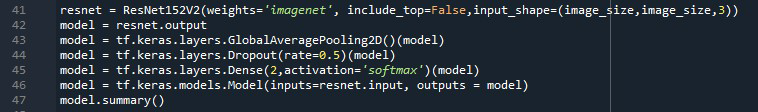 41 resnet = ResNet152V2(weights='imagenet', include_top=False,input_shape=(image_size,image_size,3))
42 model = resnet.output
43 model = tf.keras.layers.GlobalAveragePooling2D()(model)
44 model = tf.keras.layers.Dropout(rate=0.5)(model)
45 model = tf.keras.layers.Dense(2,activation='softmax')(model)
46 model = tf.keras.models.Model(inputs=resnet.input, outputs = model)
47 model.summary()